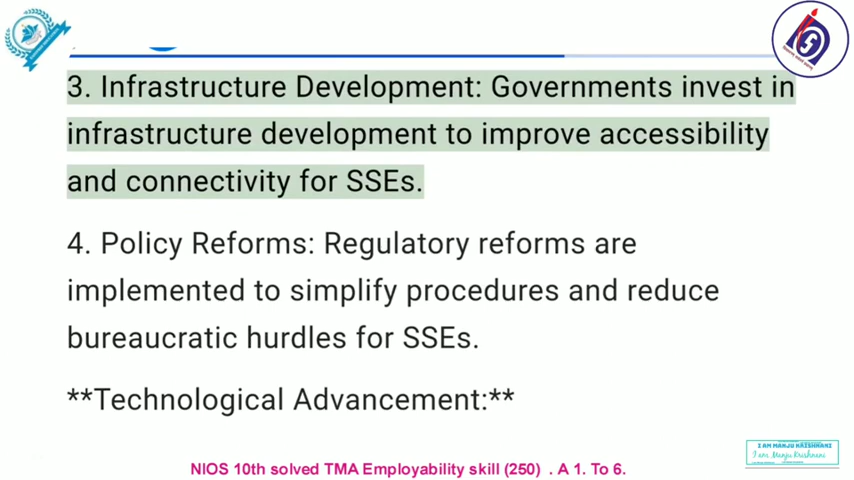 3. Infrastructure Development: Governments invest in
infrastructure development to improve accessibility
and connectivity for SSEs.
4. Policy Reforms: Regulatory reforms are
implemented to simplify procedures and reduce
bureaucratic hurdles for SSEs.
**Technological Advancement:**
I AM MANJU KRISHNANI
I am Manju Krishnani
NIOS 10th solved TMA Employability skill (250) . A 1. To 6.